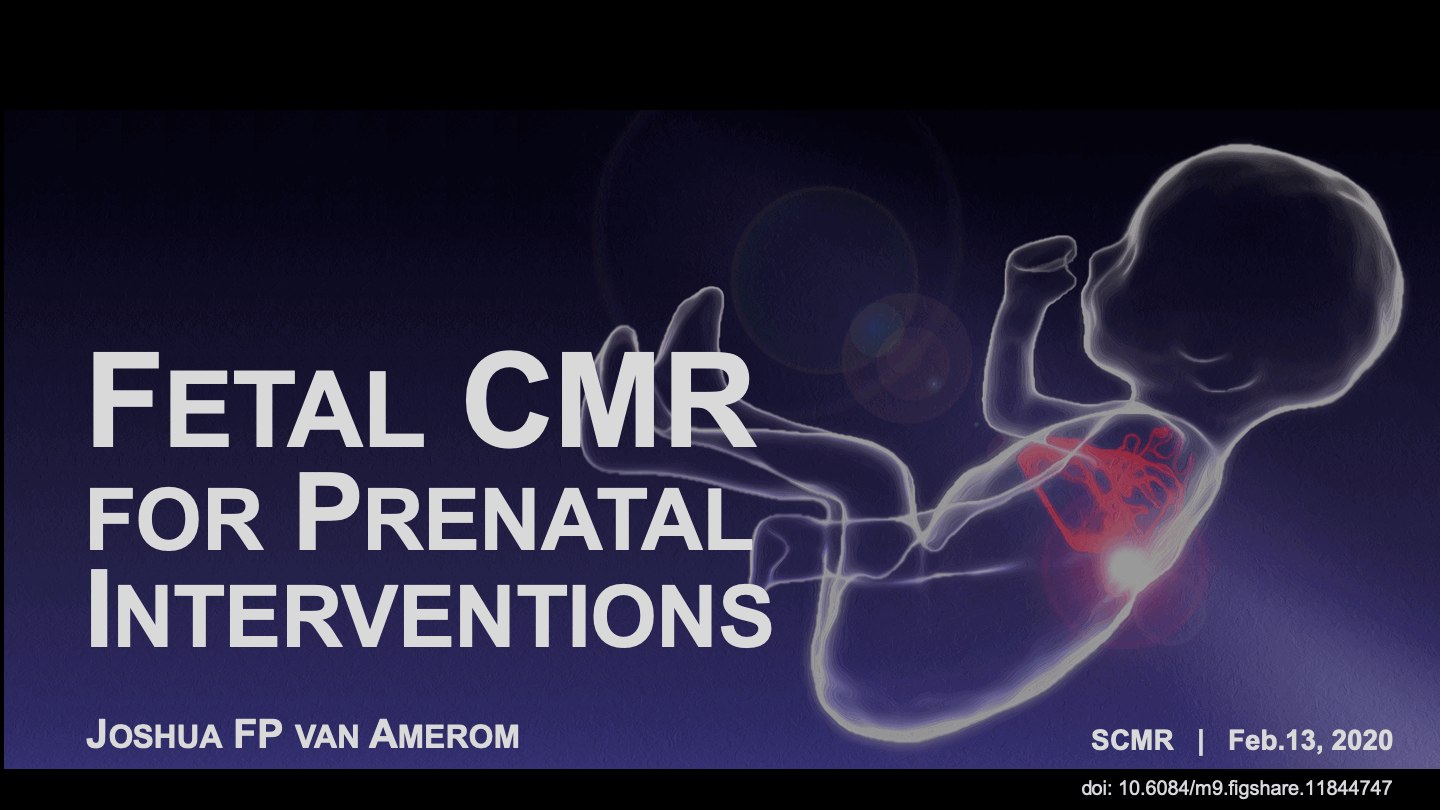 FETAL CMR
FOR PRENATAL
INTERVENTIONS
JOSHUA FP VAN AMEROM
SCMR | Feb.13, 2020
doi: 10.6084/m9.figshare.11844747